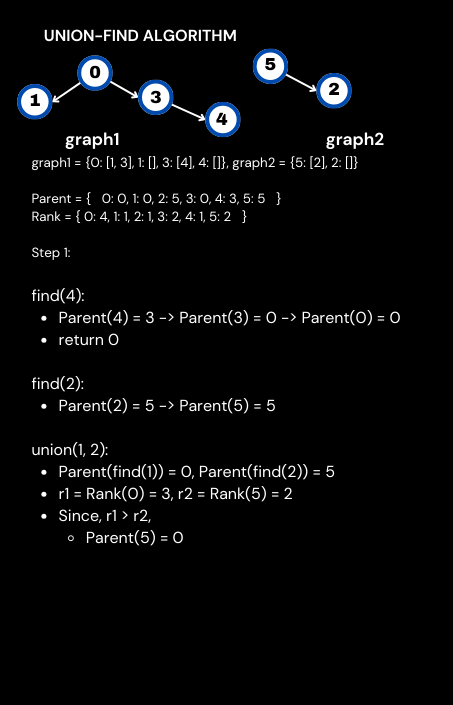 UNION-FIND ALGORITHM
0
1
3
4
5
2
graph1
graph2
graph1 = {0: [1, 3], 1: [], 3: [4], 4: []}, graph2 = {5: [2], 2: []}
Parent = { 0: 0, 1: 0, 2: 5, 3: 0, 4: 3, 5: 5 }
Rank = { 0: 4, 1: 1, 2: 1, 3: 2, 4: 1, 5: 2 }
Step 1:
find(4):
• Parent(4) = 3 -> Parent(3) = 0 -> Parent(0) = 0
• return 0
find(2):
• Parent(2) = 5 -> Parent(5) = 5
union(1, 2):
• Parent(find(1)) = 0, Parent(find(2)) = 5
• r1 = Rank(0) = 3, r2 = Rank(5) = 2
• Since, r1 > r2,
◦ Parent(5) = 0